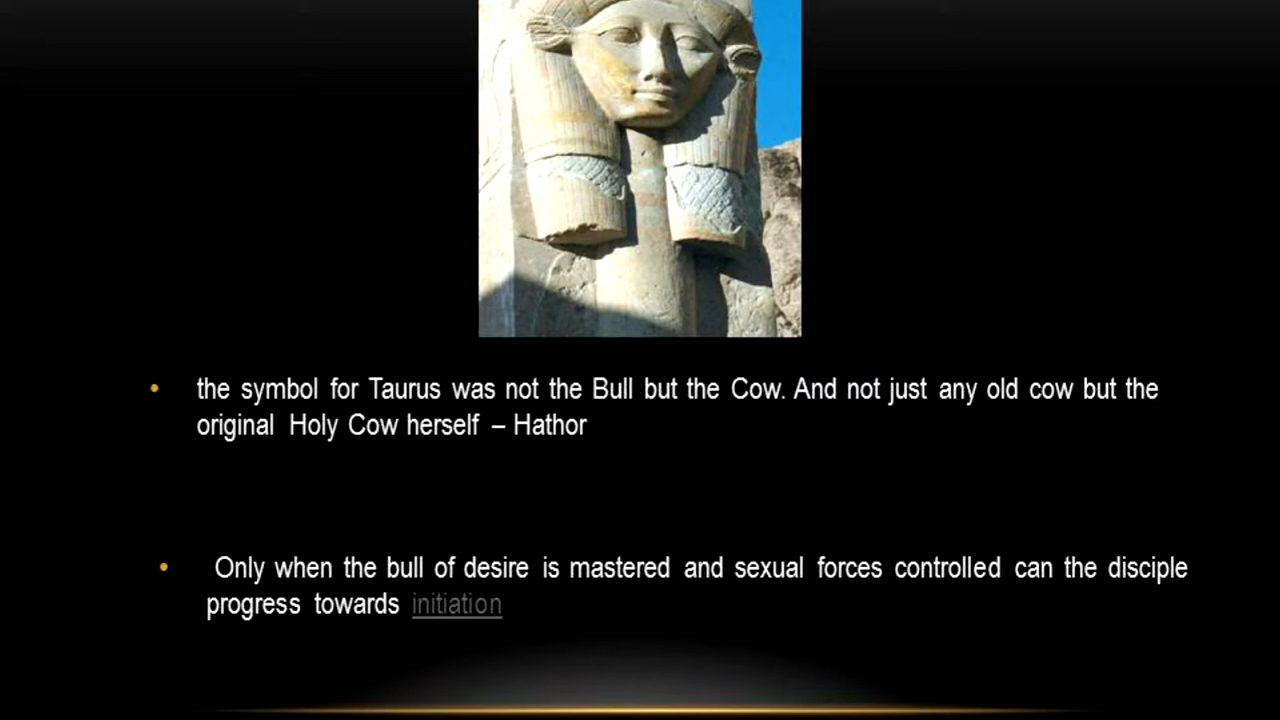 • the symbol for Taurus was not the Bull but the Cow. And not just any old cow but the
original Holy Cow herself – Hathor
• Only when the bull of desire is mastered and sexual forces controlled can the disciple
progress towards initiation